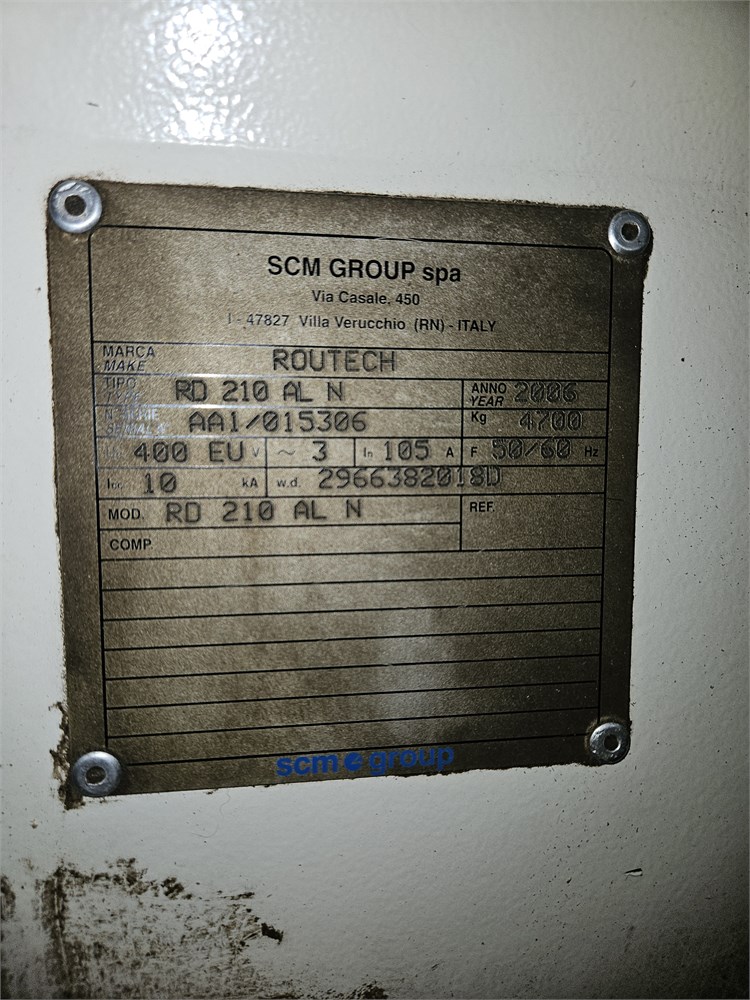 SCM GROUP spa
Via Casale, 450
I - 47827 Villa Verucchio (RN) - ITALY
MARCA
MAKE
ROUTECH
TIPO
TYPE
RD 210 AL N
ANNO
YEAR
2006
AA1/015306
Kg 4700
400 EU V ~ 3 In 105 A F 50/60 Hz
Icc 10 kA w.d. 2966382018D
MOD. RD 210 AL N REF.
COMP.
scm e group